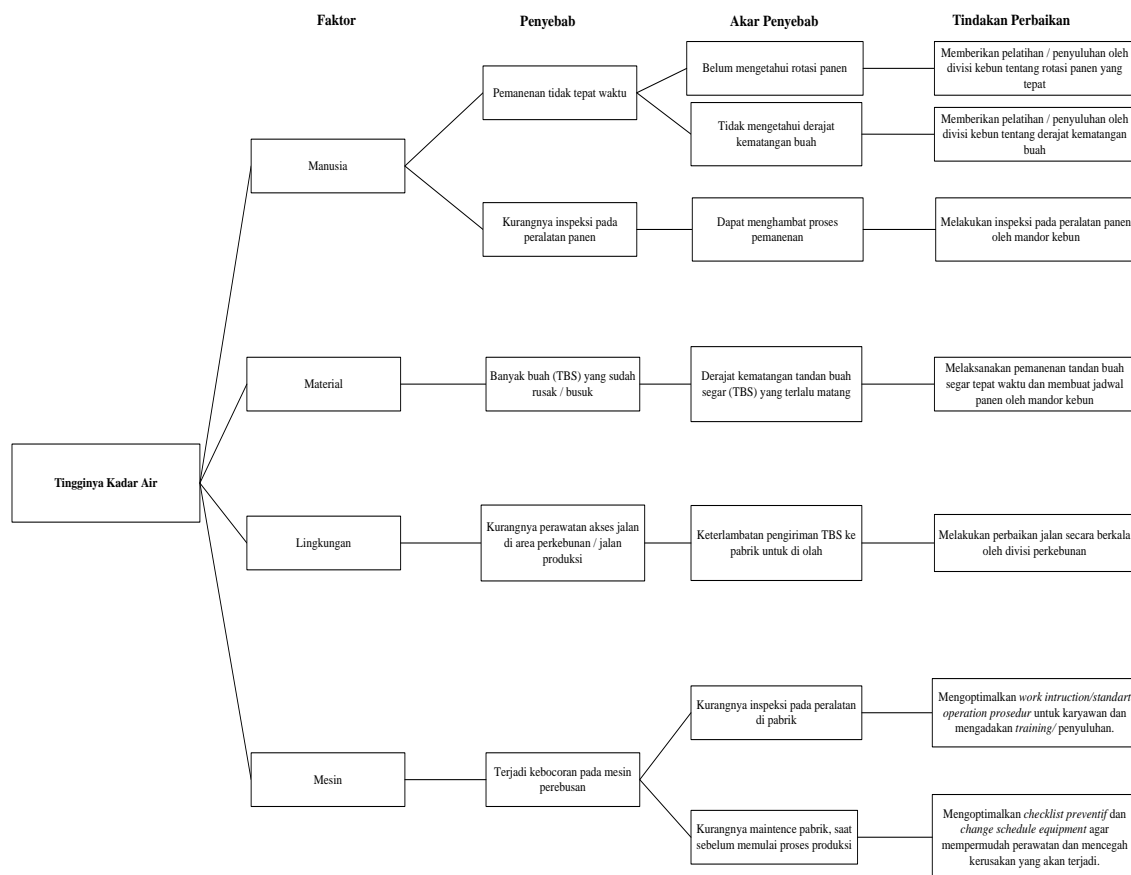 Faktor
Penyebab
Akar Penyebab
Tindakan Perbaikan
Tingginya Kadar Air
Manusia
Pemanenan tidak tepat waktu
Belum mengetahui rotasi panen
Memberikan pelatihan / penyuluhan oleh
divisi kebun tentang rotasi panen yang
tepat
Tidak mengetahui derajat
kematangan buah
Memberikan pelatihan / penyuluhan oleh
divisi kebun tentang derajat kematangan
buah
Kurangnya inspeksi pada
peralatan panen
Dapat menghambat proses
pemanenan
Melakukan inspeksi pada peralatan panen
oleh mandor kebun
Material
Banyak buah (TBS) yang sudah
rusak / busuk
Derajat kematangan tandan buah
segar (TBS) yang terlalu matang
Melaksanakan pemanenan tandan buah
segar tepat waktu dan membuat jadwal
panen oleh mandor kebun
Lingkungan
Kurangnya perawatan akses jalan
di area perkebunan / jalan
produksi
Keterlambatan pengiriman TBS ke
pabrik untuk di olah
Melakukan perbaikan jalan secara berkala
oleh divisi perkebunan
Mesin
Terjadi kebocoran pada mesin
perebusan
Kurangnya inspeksi pada peralatan
di pabrik
Mengoptimalkan work intruction/standart
operation prosedur untuk karyawan dan
mengadakan training/ penyuluhan.
Kurangnya maintence pabrik, saat
sebelum memulai proses produksi
Mengoptimalkan checklist preventif dan
change schedule equipment agar
mempermudah perawatan dan mencegah
kerusakan yang akan terjadi.